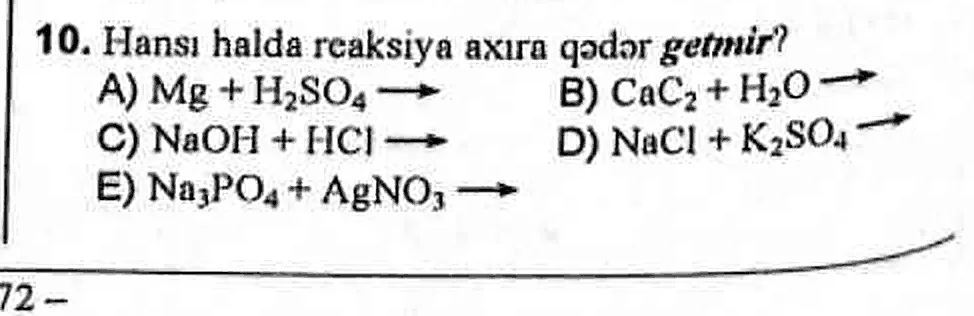 10. Hansı halda reaksiya axıra qədər getmir?
A) Mg + H₂SO₄ → B) CaC₂ + H₂O →
C) NaOH + HCl → D) NaCl + K₂SO₄ →
E) Na₃PO₄ + AgNO₃ →
72 –